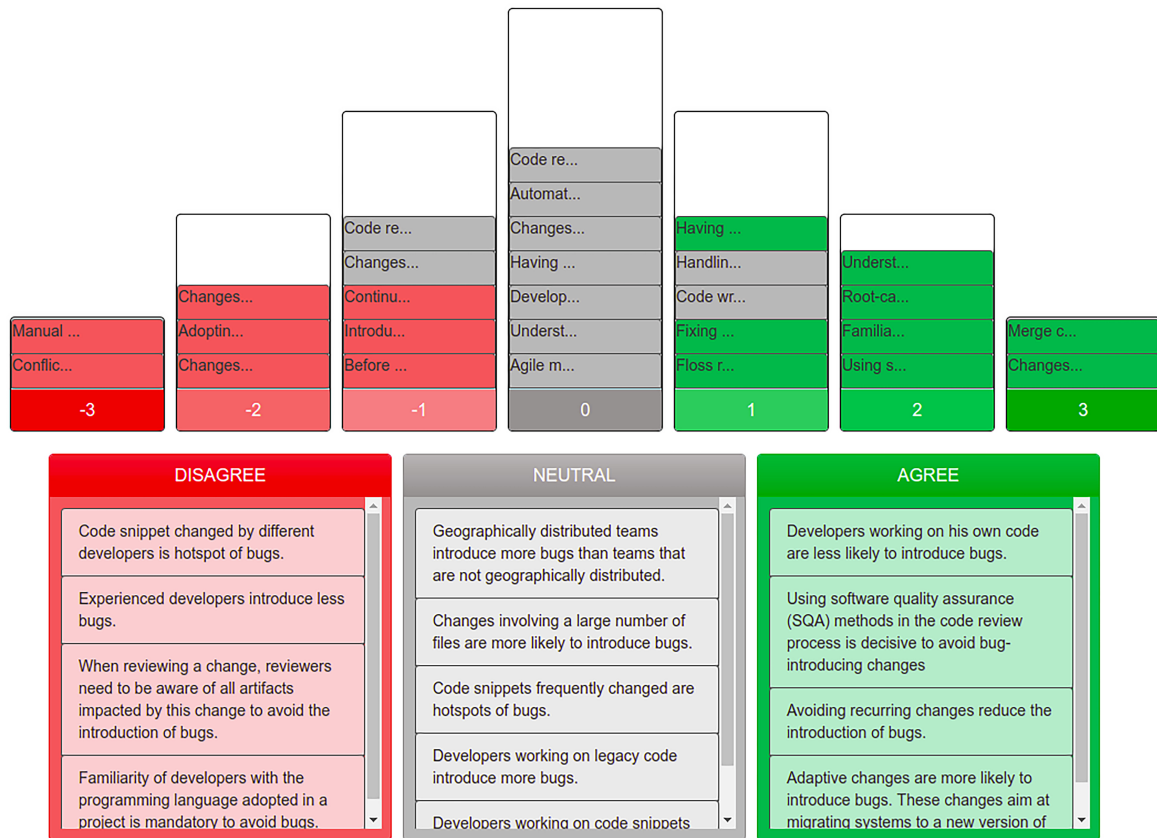 Code re...
Automat...
Code re...
Changes...
Having ...
Changes...
Having ...
Handlin...
Underst...
Changes...
Continu...
Develop...
Code wr...
Root-ca...
Manual ...
Adoptin...
Introdu...
Underst...
Fixing ...
Familia...
Merge c...
Conflic...
Changes...
Before ...
Agile m...
Floss r...
Using s...
Changes...
-3
-2
-1
0
1
2
3
DISAGREE
Code snippet changed by different
developers is hotspot of bugs.
Experienced developers introduce less
bugs.
When reviewing a change, reviewers
need to be aware of all artifacts
impacted by this change to avoid the
introduction of bugs.
Familiarity of developers with the
programming language adopted in a
project is mandatory to avoid bugs.
NEUTRAL
Geographically distributed teams
introduce more bugs than teams that
are not geographically distributed.
Changes involving a large number of
files are more likely to introduce bugs.
Code snippets frequently changed are
hotspots of bugs.
Developers working on legacy code
introduce more bugs.
Developers working on code snippets
AGREE
Developers working on his own code
are less likely to introduce bugs.
Using software quality assurance
(SQA) methods in the code review
process is decisive to avoid bug-
introducing changes
Avoiding recurring changes reduce the
introduction of bugs.
Adaptive changes are more likely to
introduce bugs. These changes aim at
migrating systems to a new version of